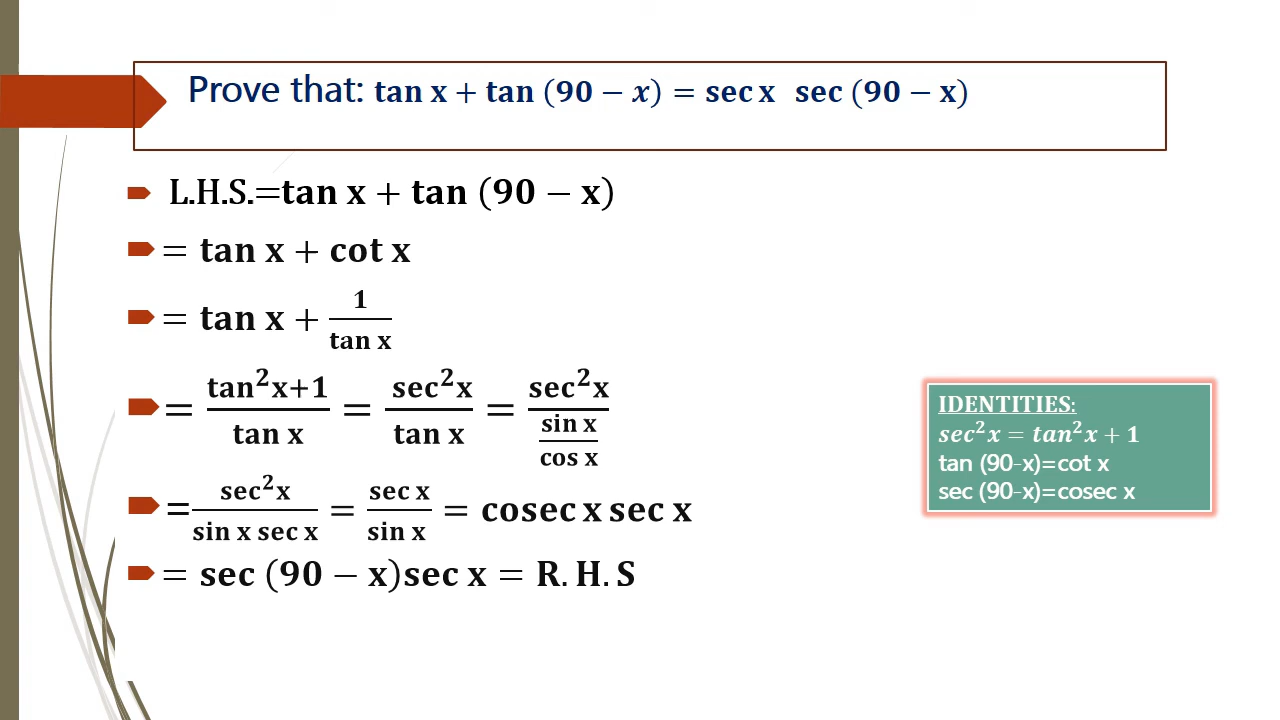 Prove that: tan x + tan (90 − x) = sec x sec (90 − x)
L.H.S.=tan x + tan (90 − x)
= tan x + cot x
= tan x + 1/tan x
= tan²x+1/tan x = sec²x/tan x = sec²x/(sin x/cos x)
=sec²x/sin x sec x = sec x/sin x = cosec x sec x
= sec (90 − x)sec x = R. H. S
IDENTITIES:
sec²x = tan²x + 1
tan (90-x)=cot x
sec (90-x)=cosec x